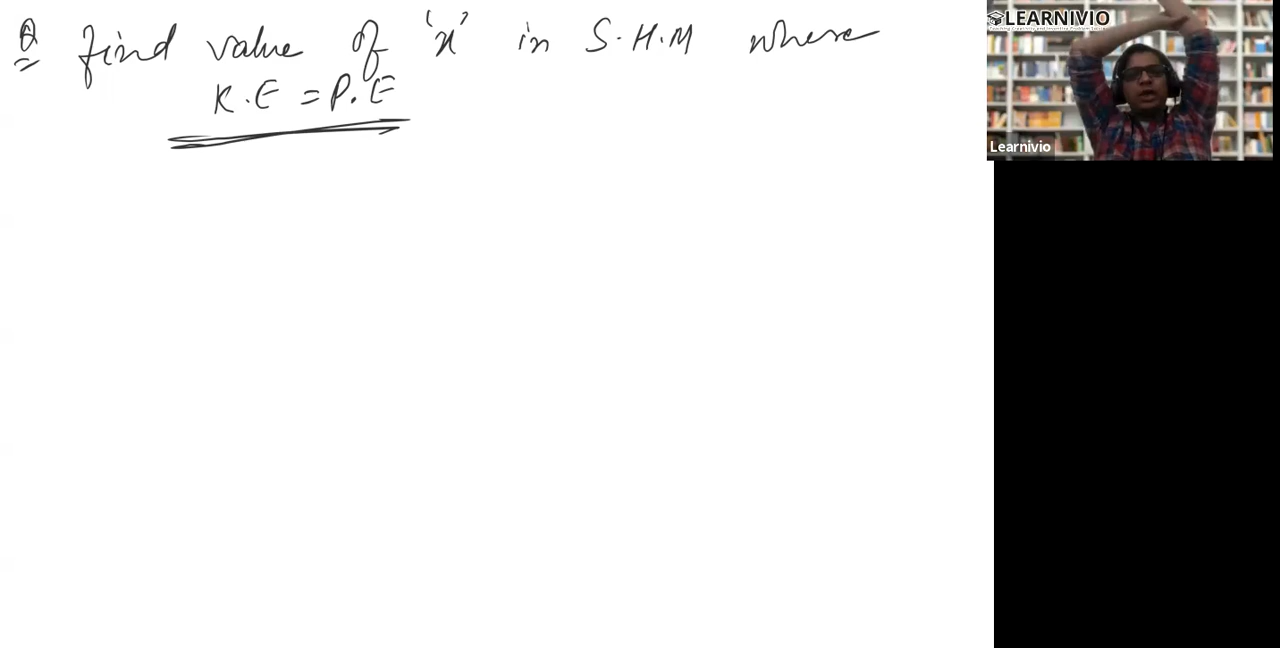 Q find value of 'x' in S.H.M where
K.E = P.E
LEARNIVIO
Learnivio